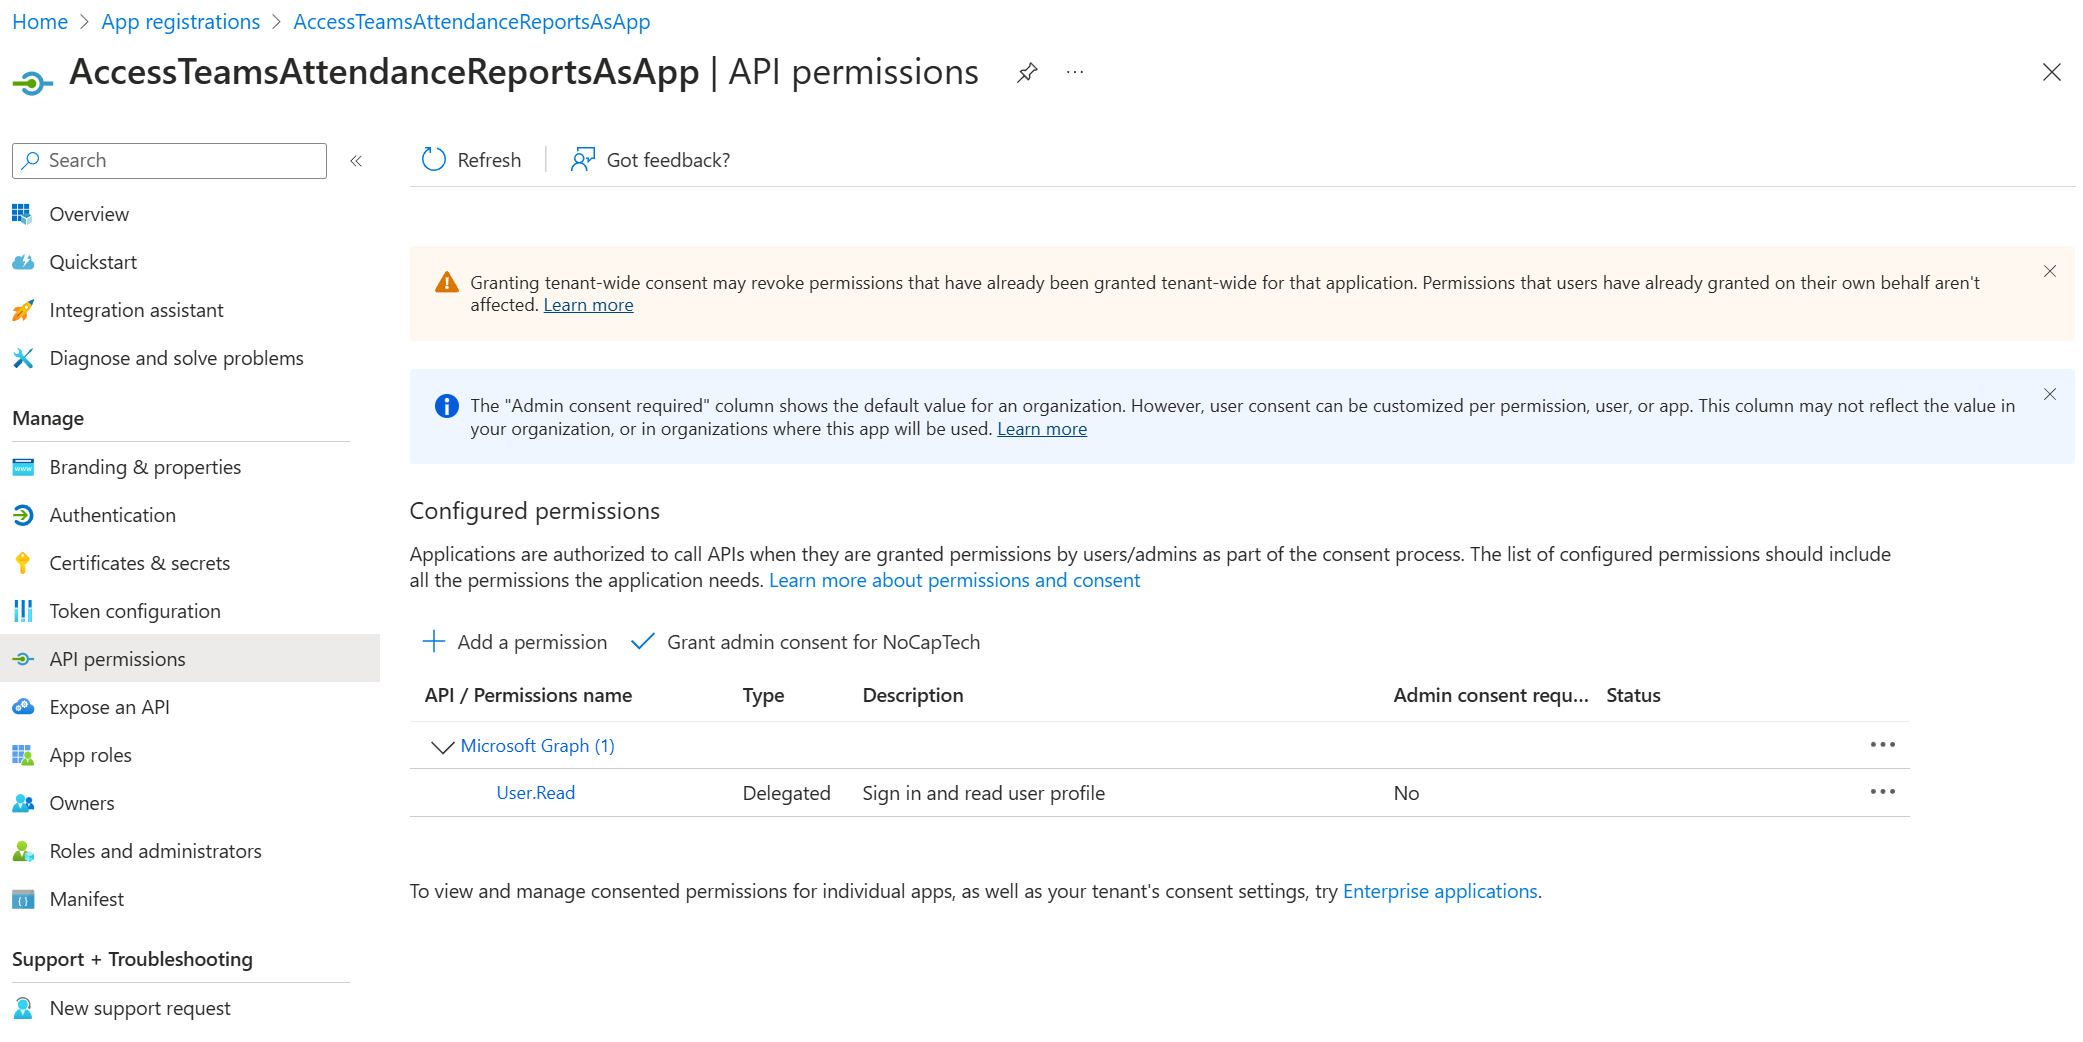 Home > App registrations > AccessTeamsAttendanceReportsAsApp
AccessTeamsAttendanceReportsAsApp | API permissions
Search
Refresh
Got feedback?
Overview
Quickstart
Integration assistant
Diagnose and solve problems
Manage
Branding & properties
Authentication
Certificates & secrets
Token configuration
API permissions
Expose an API
App roles
Owners
Roles and administrators
Manifest
Support + Troubleshooting
New support request
Granting tenant-wide consent may revoke permissions that have already been granted tenant-wide for that application. Permissions that users have already granted on their own behalf aren't
affected. Learn more
The "Admin consent required" column shows the default value for an organization. However, user consent can be customized per permission, user, or app. This column may not reflect the value in
your organization, or in organizations where this app will be used. Learn more
Configured permissions
Applications are authorized to call APIs when they are granted permissions by users/admins as part of the consent process. The list of configured permissions should include
all the permissions the application needs. Learn more about permissions and consent
Add a permission
Grant admin consent for NoCapTech
API / Permissions name Type Description Admin consent requ... Status
Microsoft Graph (1)
User.Read Delegated Sign in and read user profile No
To view and manage consented permissions for individual apps, as well as your tenant's consent settings, try Enterprise applications.